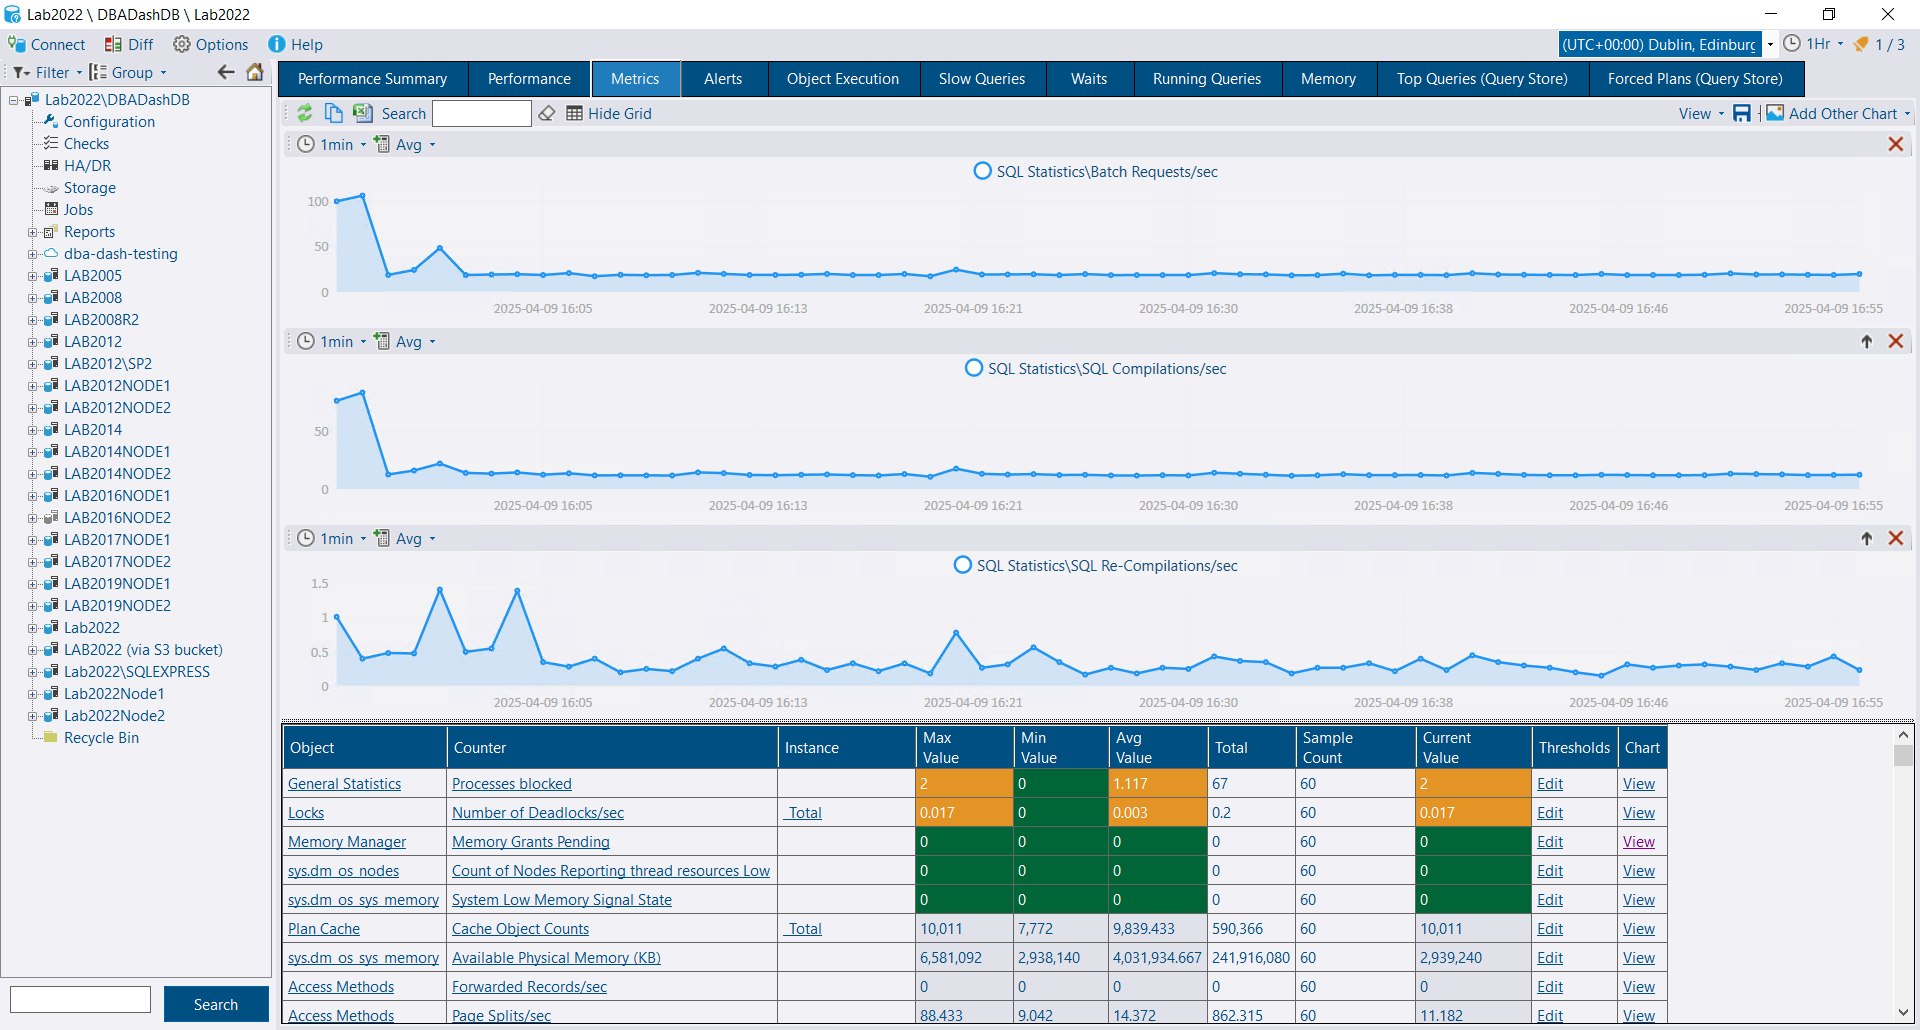 Lab2022 \ DBADashDB \ Lab2022
Connect Diff Options Help (UTC+00:00) Dublin, Edinburg 1Hr 1 / 3
Filter Group
Performance Summary Performance Metrics Alerts Object Execution Slow Queries Waits Running Queries Memory Top Queries (Query Store) Forced Plans (Query Store)
Lab2022\DBADashDB
Configuration
Checks
HA/DR
Storage
Jobs
Reports
dba-dash-testing
LAB2005
LAB2008
LAB2008R2
LAB2012
LAB2012\SP2
LAB2012NODE1
LAB2012NODE2
LAB2014
LAB2014NODE1
LAB2014NODE2
LAB2016NODE1
LAB2016NODE2
LAB2017NODE1
LAB2017NODE2
LAB2019NODE1
LAB2019NODE2
Lab2022
LAB2022 (via S3 bucket)
Lab2022\SQLEXPRESS
Lab2022Node1
Lab2022Node2
Recycle Bin
Search
Search Hide Grid View Add Other Chart
1min Avg
SQL Statistics\Batch Requests/sec
100
50
0
2025-04-09 16:05 2025-04-09 16:13 2025-04-09 16:21 2025-04-09 16:30 2025-04-09 16:38 2025-04-09 16:46 2025-04-09 16:55
1min Avg
SQL Statistics\SQL Compilations/sec
50
0
2025-04-09 16:05 2025-04-09 16:13 2025-04-09 16:21 2025-04-09 16:30 2025-04-09 16:38 2025-04-09 16:46 2025-04-09 16:55
1min Avg
SQL Statistics\SQL Re-Compilations/sec
1.5
1
0.5
0
2025-04-09 16:05 2025-04-09 16:13 2025-04-09 16:21 2025-04-09 16:30 2025-04-09 16:38 2025-04-09 16:46 2025-04-09 16:55
Object Counter Instance Max Value Min Value Avg Value Total Sample Count Current Value Thresholds Chart
General Statistics Processes blocked 2 0 1.117 67 60 2 Edit View
Locks Number of Deadlocks/sec _Total 0.017 0 0.003 0.2 60 0.017 Edit View
Memory Manager Memory Grants Pending 0 0 0 0 60 0 Edit View
sys.dm_os_nodes Count of Nodes Reporting thread resources Low 0 0 0 0 60 0 Edit View
sys.dm_os_sys_memory System Low Memory Signal State 0 0 0 0 60 0 Edit View
Plan Cache Cache Object Counts _Total 10,011 7,772 9,839.433 590,366 60 10,011 Edit View
sys.dm_os_sys_memory Available Physical Memory (KB) 6,581,092 2,938,140 4,031,934.667 241,916,080 60 2,939,240 Edit View
Access Methods Forwarded Records/sec 0 0 0 0 60 0 Edit View
Access Methods Page Splits/sec 88.433 9.042 14.372 862.315 60 11.182 Edit View